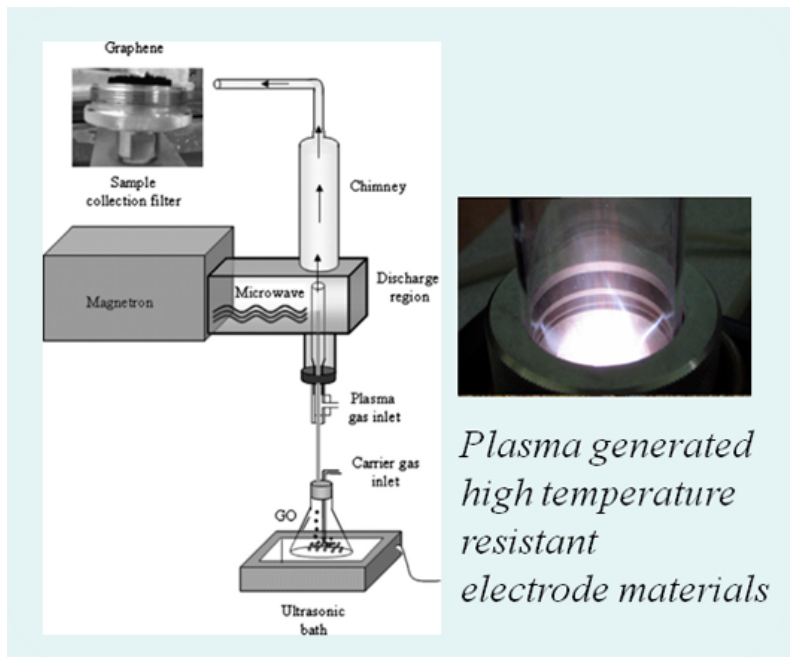 Graphene
Sample
collection filter
Chimney
Magnetron
Microwave
Discharge
region
Plasma
gas inlet
Carrier gas
inlet
GO
Ultrasonic
bath
Plasma generated
high temperature
resistant
electrode materials